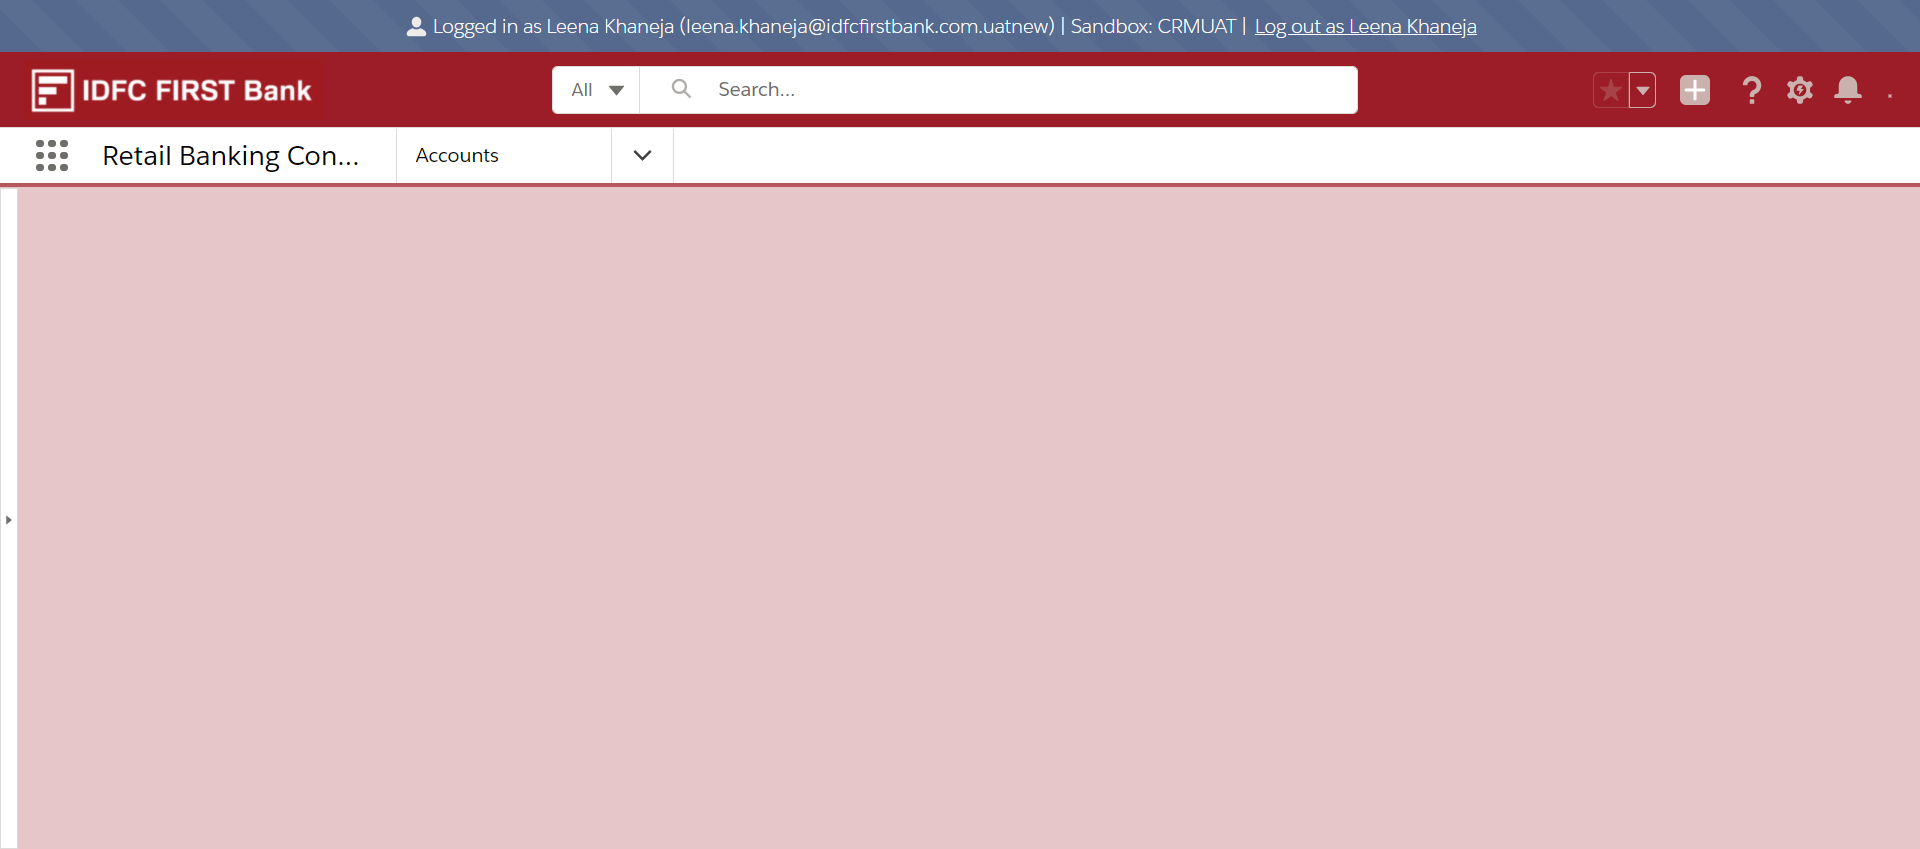 Logged in as Leena Khaneja (leena.khaneja@idfcfirstbank.com.uatnew) | Sandbox: CRMUAT | Log out as Leena Khaneja
IDFC FIRST Bank
All
Search...
Retail Banking Con...
Accounts